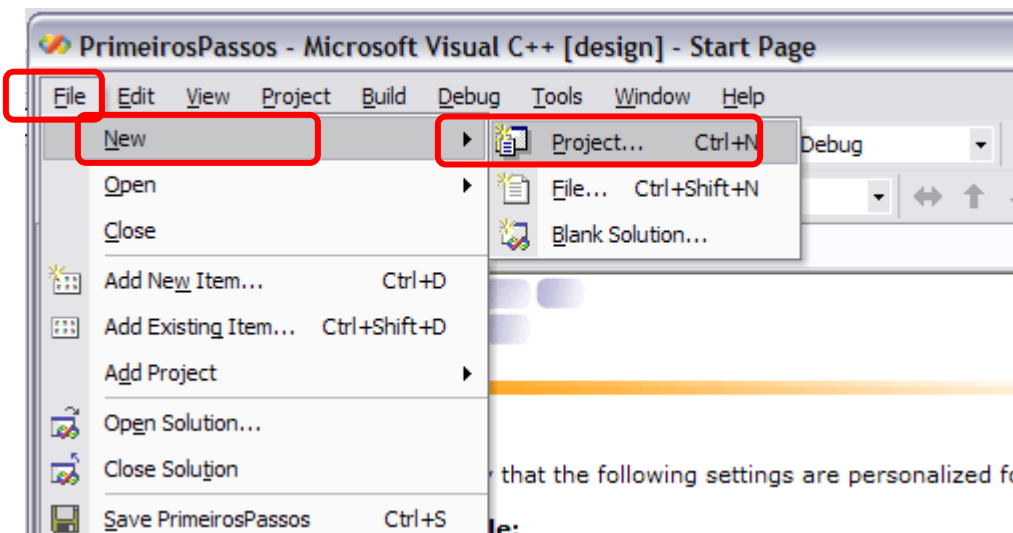 PrimeirosPassos - Microsoft Visual C++ [design] - Start Page
File Edit View Project Build Debug Tools Window Help
New Project... Ctrl+N Debug
Open File... Ctrl+Shift+N
Close Blank Solution...
Add New Item... Ctrl+D
Add Existing Item... Ctrl+Shift+D
Add Project
Open Solution...
Close Solution
that the following settings are personalized
Save PrimeirosPassos Ctrl+S
le: